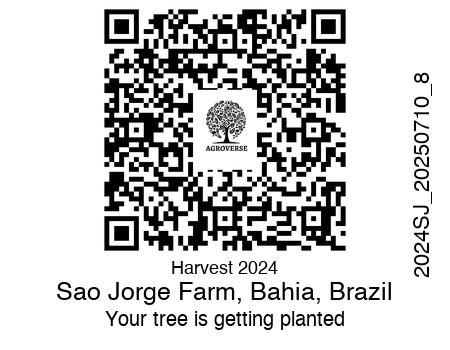 AGROVERSE
2024SJ_20250710_8
Harvest 2024
Sao Jorge Farm, Bahia, Brazil
Your tree is getting planted